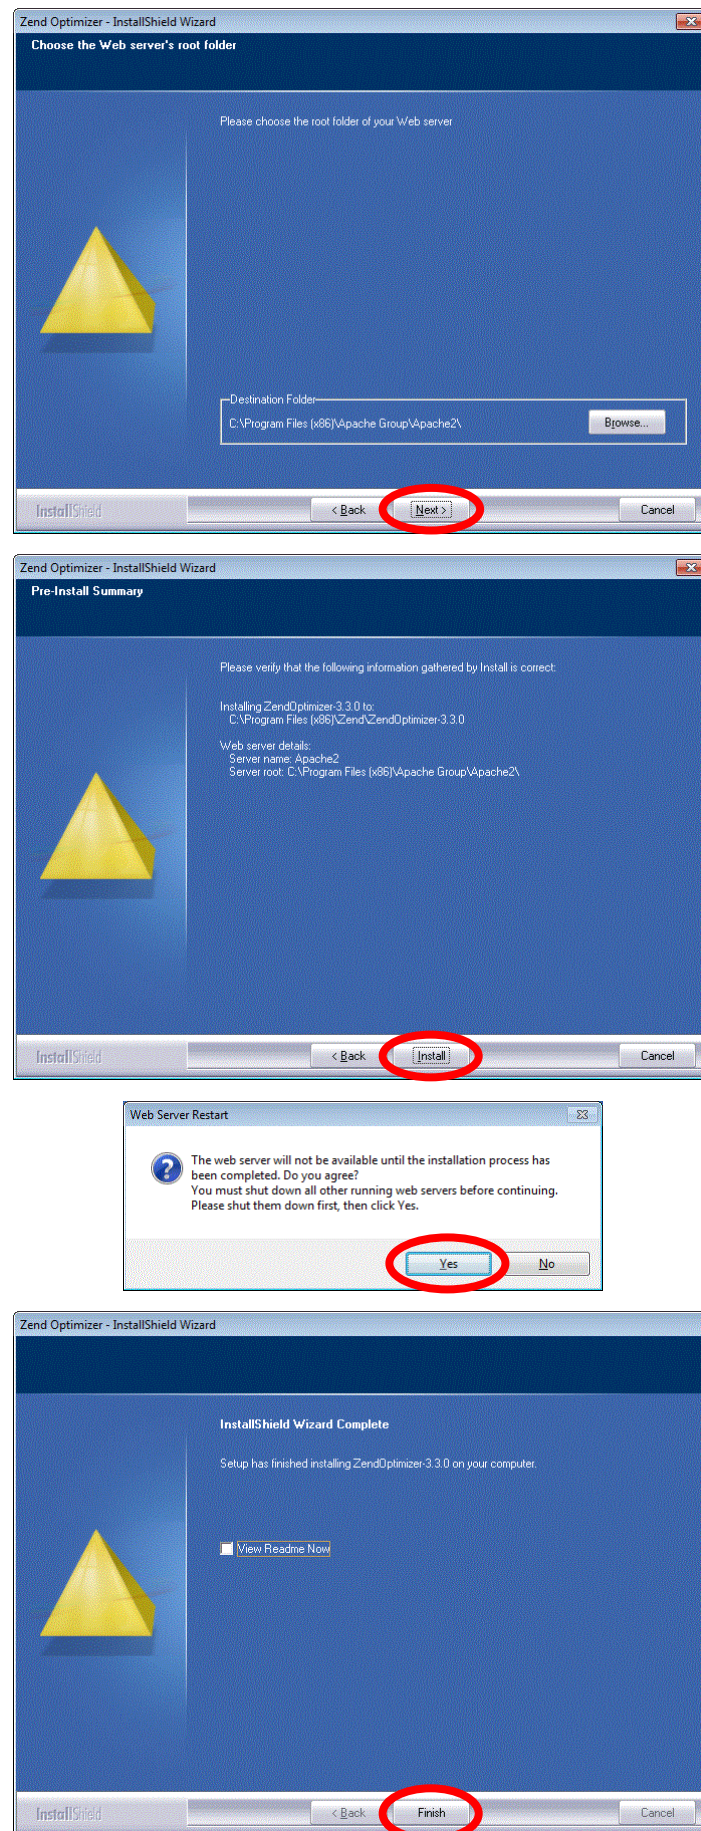 Zend Optimizer - InstallShield Wizard
Choose the Web server's root folder
Please choose the root folder of your Web server
Destination Folder
C:\Program Files (x86)\Apache Group\Apache2\
Browse...
InstallShield
< Back
Next >
Cancel
Zend Optimizer - InstallShield Wizard
Pre-Install Summary
Please verify that the following information gathered by Install is correct:
Installing ZendOptimizer-3.3.0 to:
C:\Program Files (x86)\Zend\ZendOptimizer-3.3.0
Web server details:
Server name: Apache2
Server root: C:\Program Files (x86)\Apache Group\Apache2\
InstallShield
< Back
Install
Cancel
Web Server Restart
The web server will not be available until the installation process has
been completed. Do you agree?
You must shut down all other running web servers before continuing.
Please shut them down first, then click Yes.
Yes
No
Zend Optimizer - InstallShield Wizard
InstallShield Wizard Complete
Setup has finished installing ZendOptimizer-3.3.0 on your computer.
View Readme Now
InstallShield
< Back
Finish
Cancel